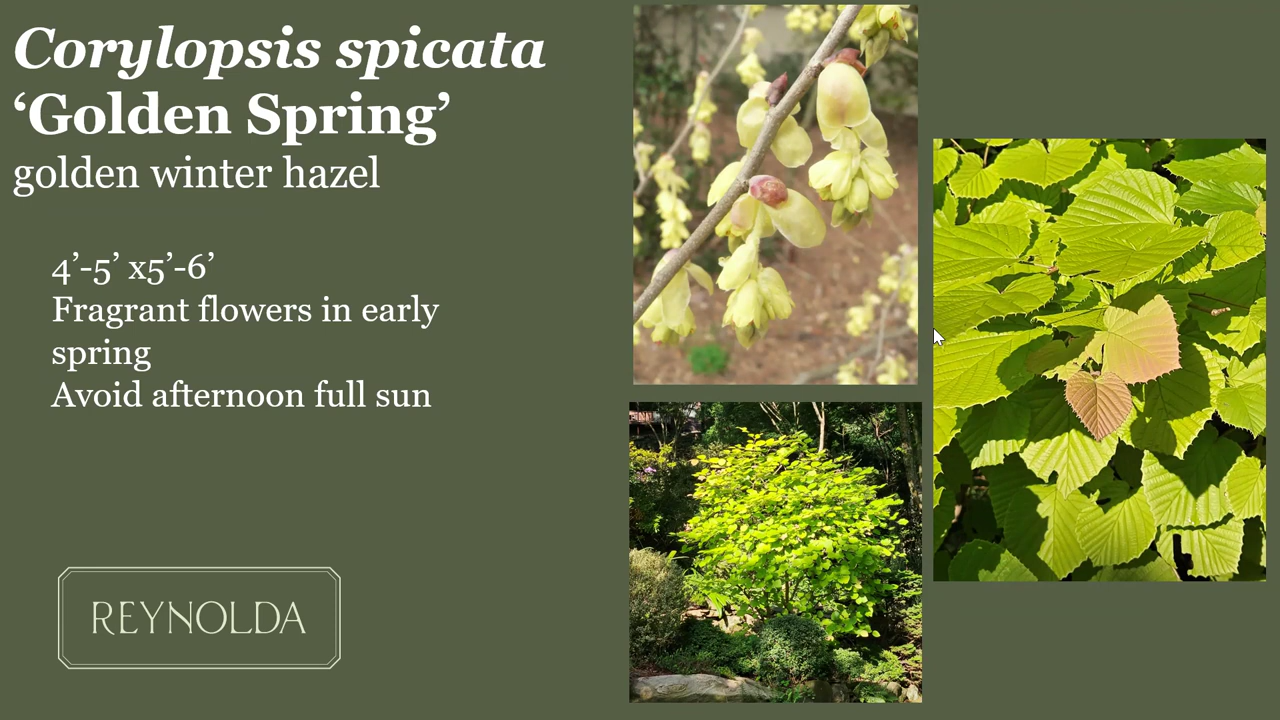 Corylopsis spicata
‘Golden Spring’
golden winter hazel
4’-5’ x5’-6’
Fragrant flowers in early
spring
Avoid afternoon full sun
REYNOLDA